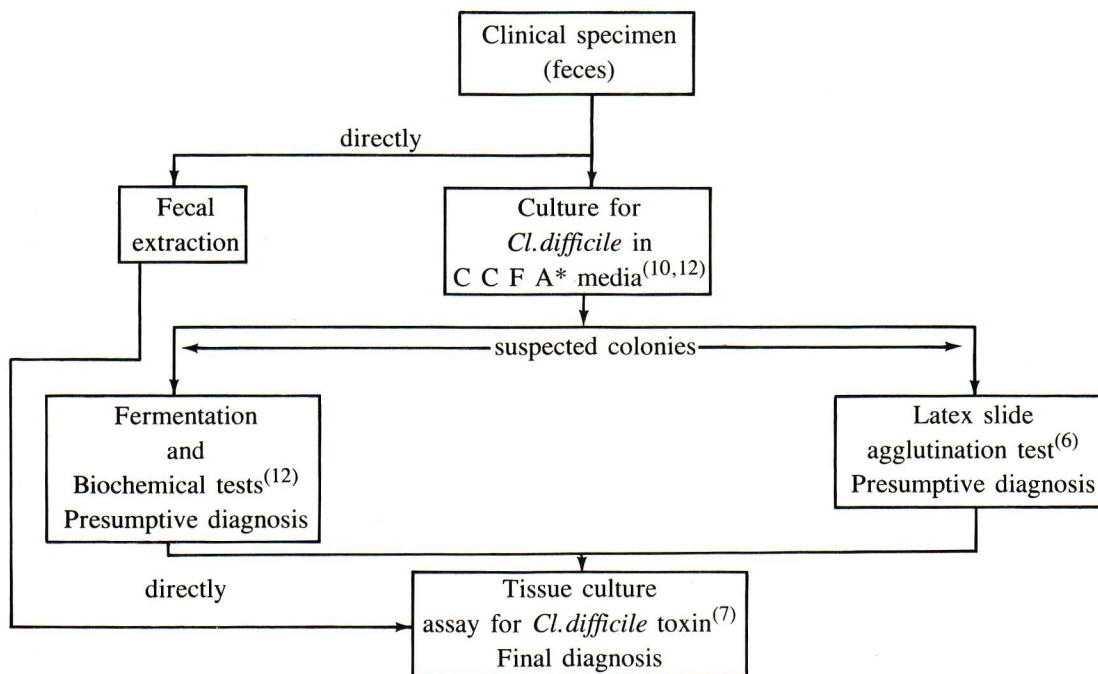 Clinical specimen
(feces)
directly
Fecal
extraction
Culture for
Cl.difficile in
C C F A* media(10,12)
suspected colonies
Fermentation
and
Biochemical tests(12)
Presumptive diagnosis
Latex slide
agglutination test(6)
Presumptive diagnosis
directly
Tissue culture
assay for Cl.difficile toxin(7)
Final diagnosis